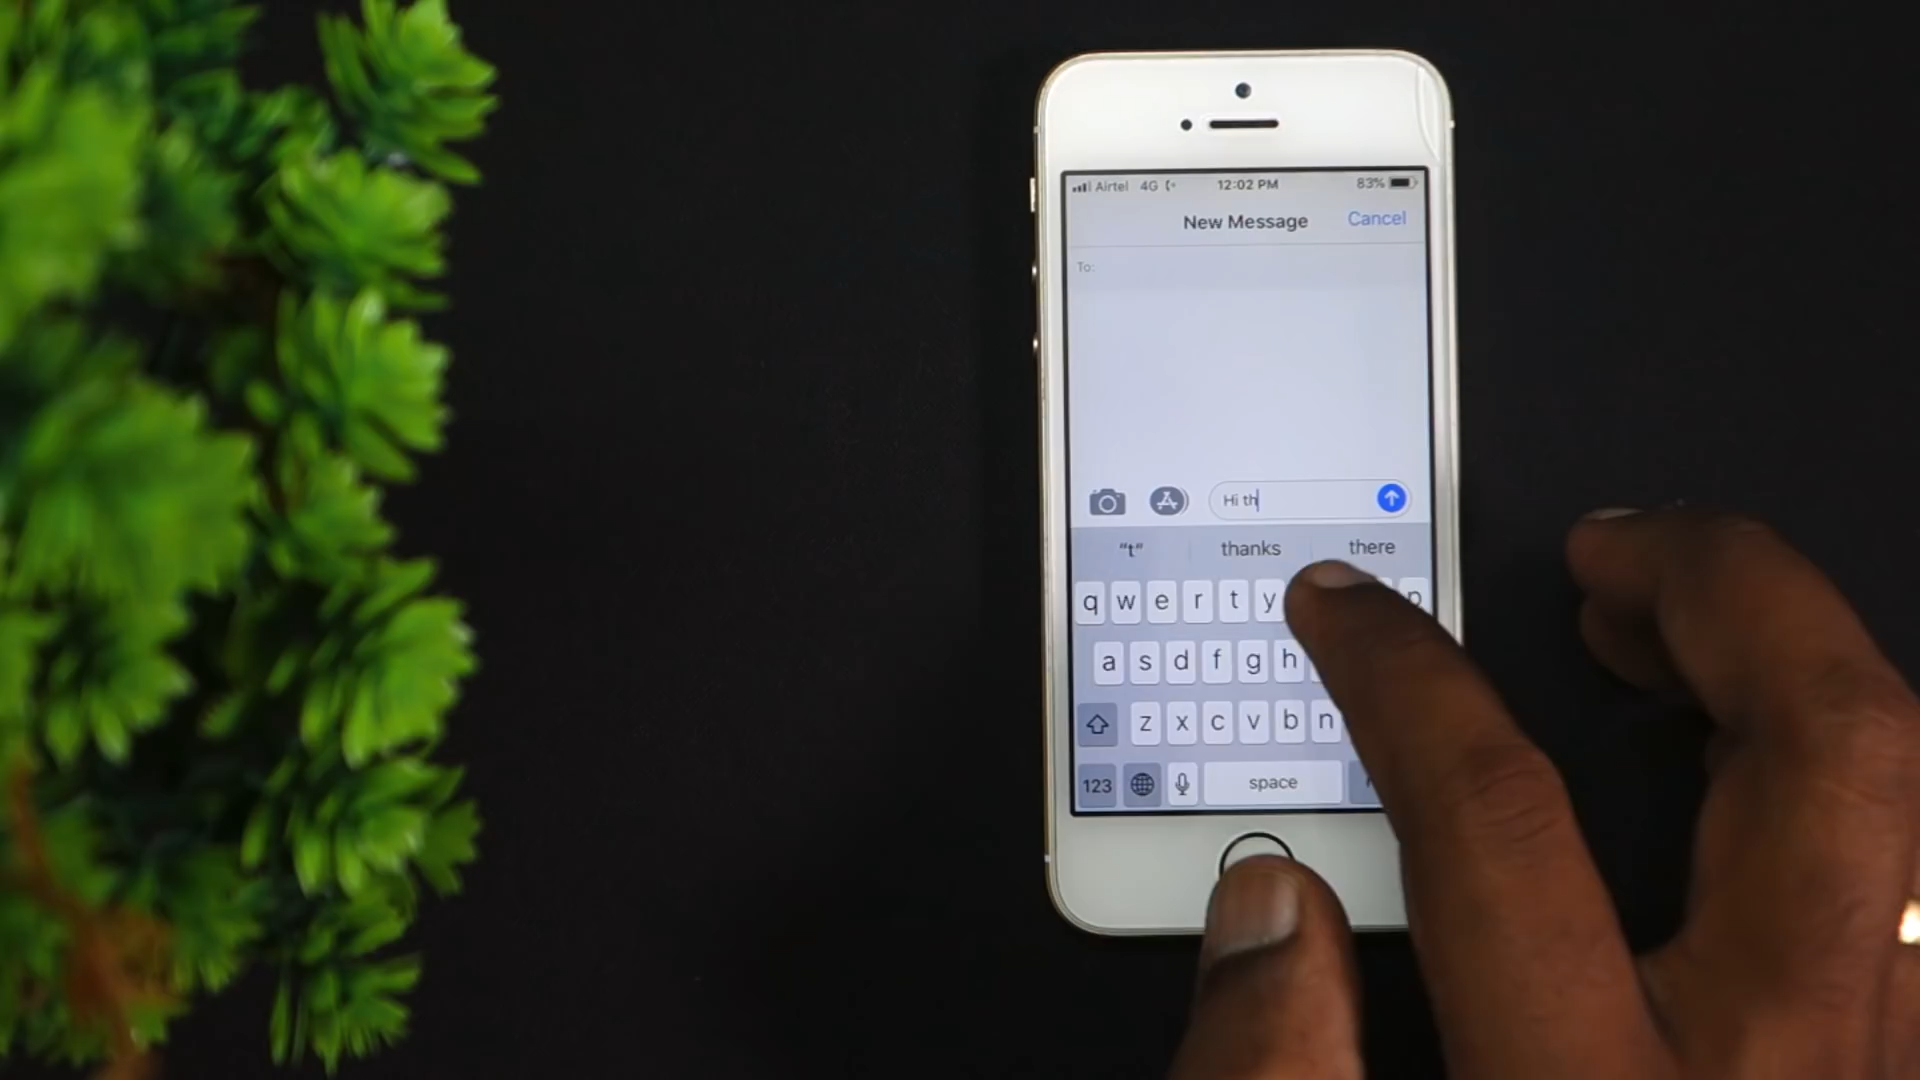 Airtel 4G 12:02 PM 83%
New Message Cancel
To:
Hi th
"t" thanks there
q w e r t y p
a s d f g h
z x c v b n
123 space